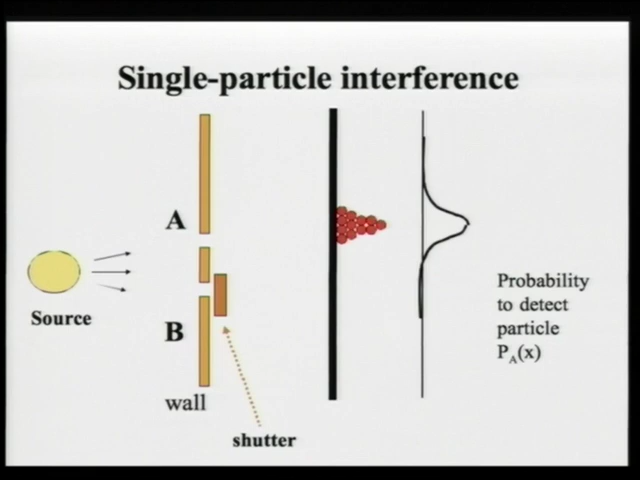 Single-particle interference
A
Source
B
wall
shutter
Probability
to detect
particle
P_A(x)